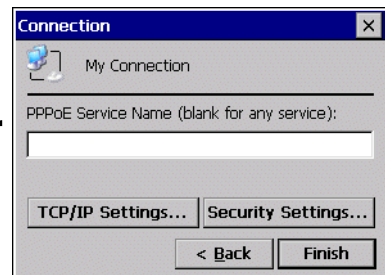 Connection
My Connection
PPPoE Service Name (blank for any service):
TCP/IP Settings... Security Settings...
< Back Finish